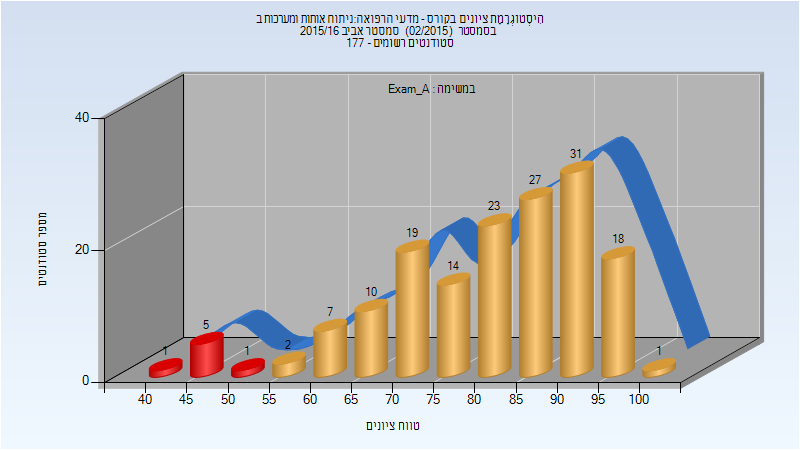 היסטוגרמת ציונים בקורס - מדעי הרפואה:ניתוח אותות ומערכות ב
בסמסטר (02/2015) סמסטר אביב 2015/16
סטודנטים רשומים - 177
במשימה : Exam_A
מספר סטודנטים
40
20
0
1
5
1
2
7
10
19
14
23
27
31
18
1
40 45 50 55 60 65 70 75 80 85 90 95 100
טווח ציונים